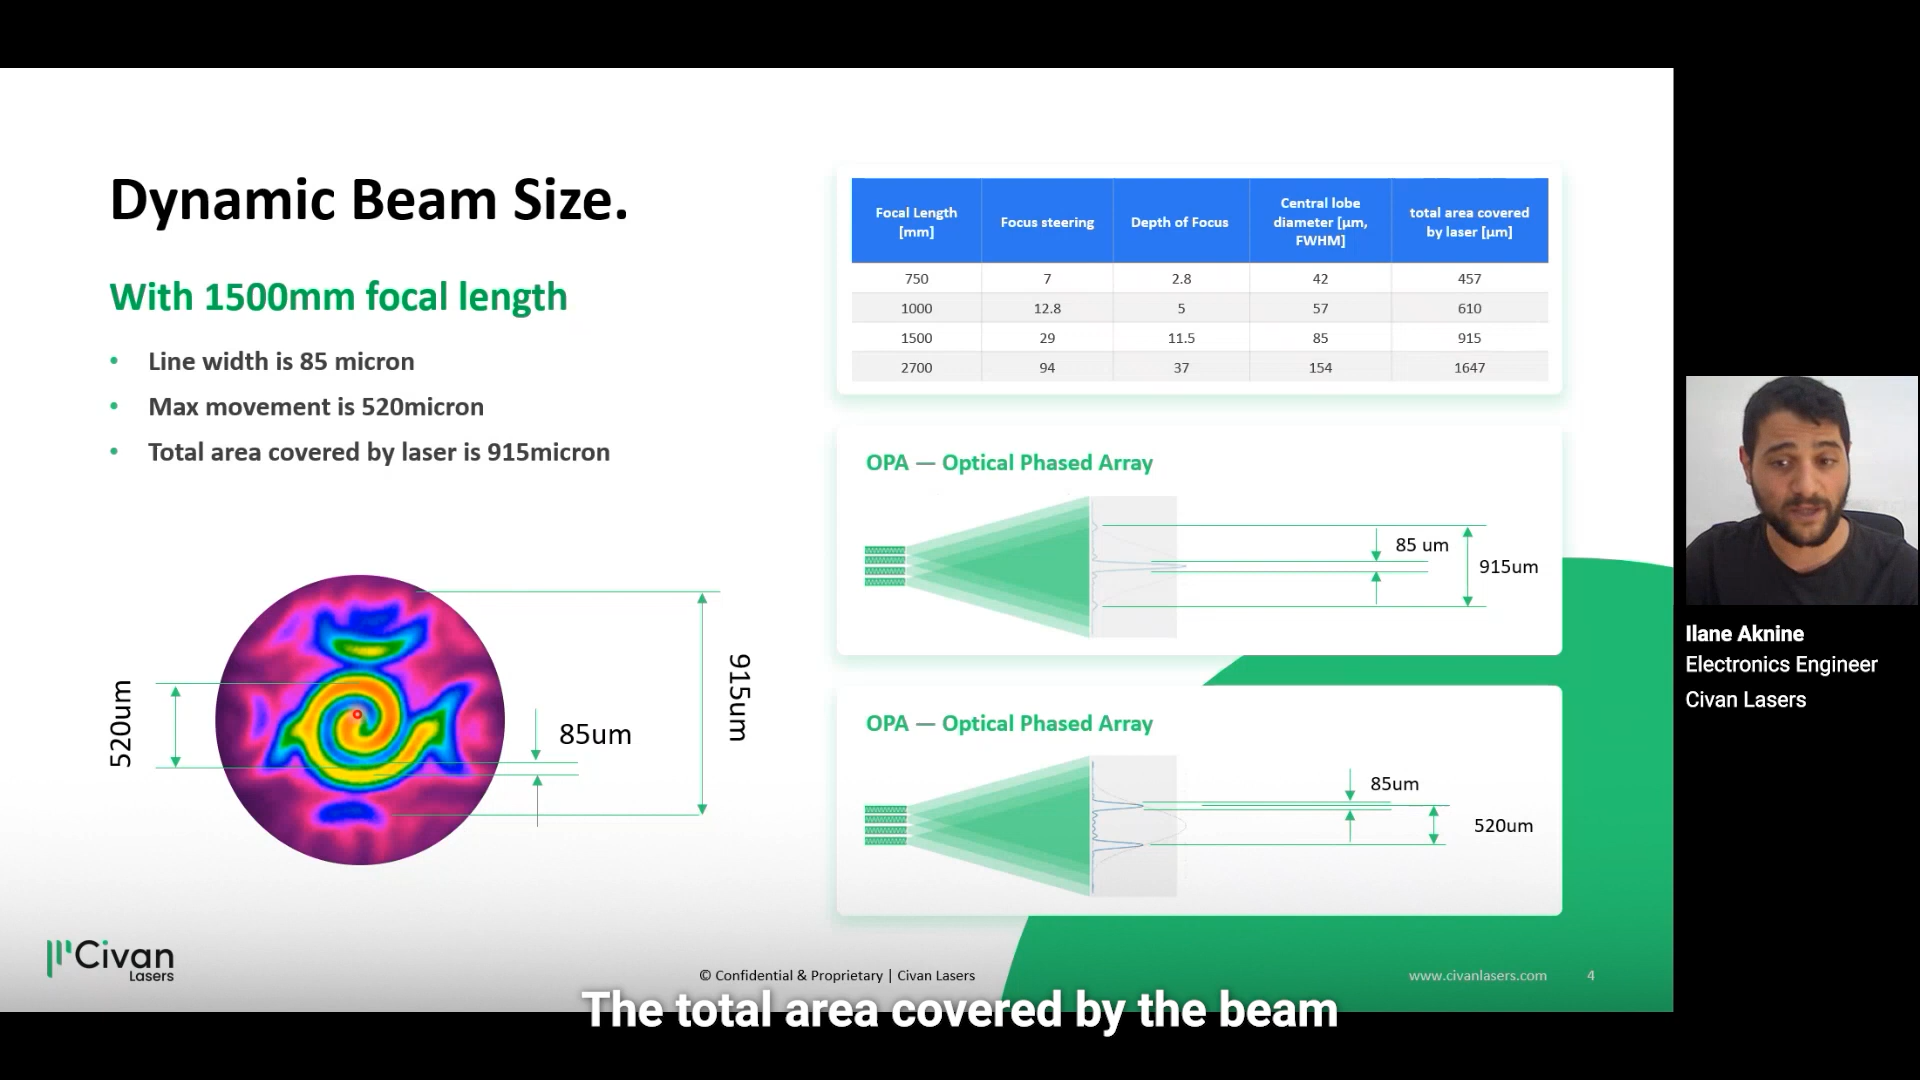 Dynamic Beam Size.
With 1500mm focal length
• Line width is 85 micron
• Max movement is 520micron
• Total area covered by laser is 915micron
520um
85um
915um
Focal Length [mm] Focus steering Depth of Focus Central lobe diameter [µm, FWHM] total area covered by laser [µm]
750 7 2.8 42 457
1000 12.8 5 57 610
1500 29 11.5 85 915
2700 94 37 154 1647
OPA — Optical Phased Array
85 um
915um
OPA — Optical Phased Array
85um
520um
Ilane Aknine
Electronics Engineer
Civan Lasers
Civan
Lasers
© Confidential & Proprietary | Civan Lasers
www.civanlasers.com 4
The total area covered by the beam